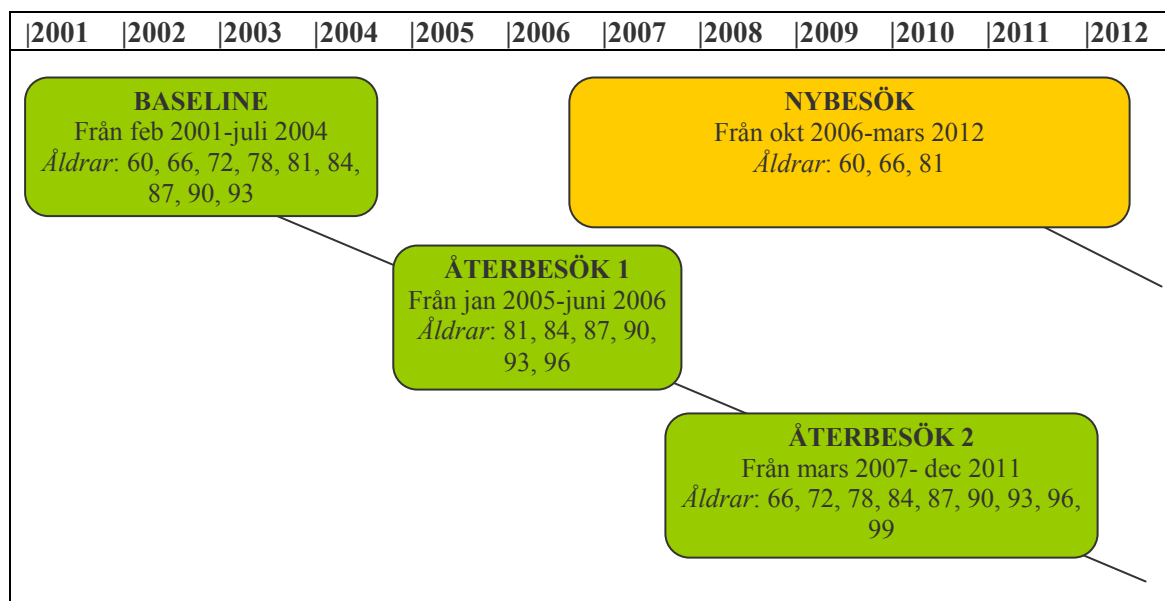 |2001 |2002 |2003 |2004 |2005 |2006 |2007 |2008 |2009 |2010 |2011 |2012
BASELINE
Från feb 2001-juli 2004
Åldrar: 60, 66, 72, 78, 81, 84,
87, 90, 93
NYBESÖK
Från okt 2006-mars 2012
Åldrar: 60, 66, 81
ÅTERBESÖK 1
Från jan 2005-juni 2006
Åldrar: 81, 84, 87, 90,
93, 96
ÅTERBESÖK 2
Från mars 2007- dec 2011
Åldrar: 66, 72, 78, 84, 87, 90, 93, 96,
99